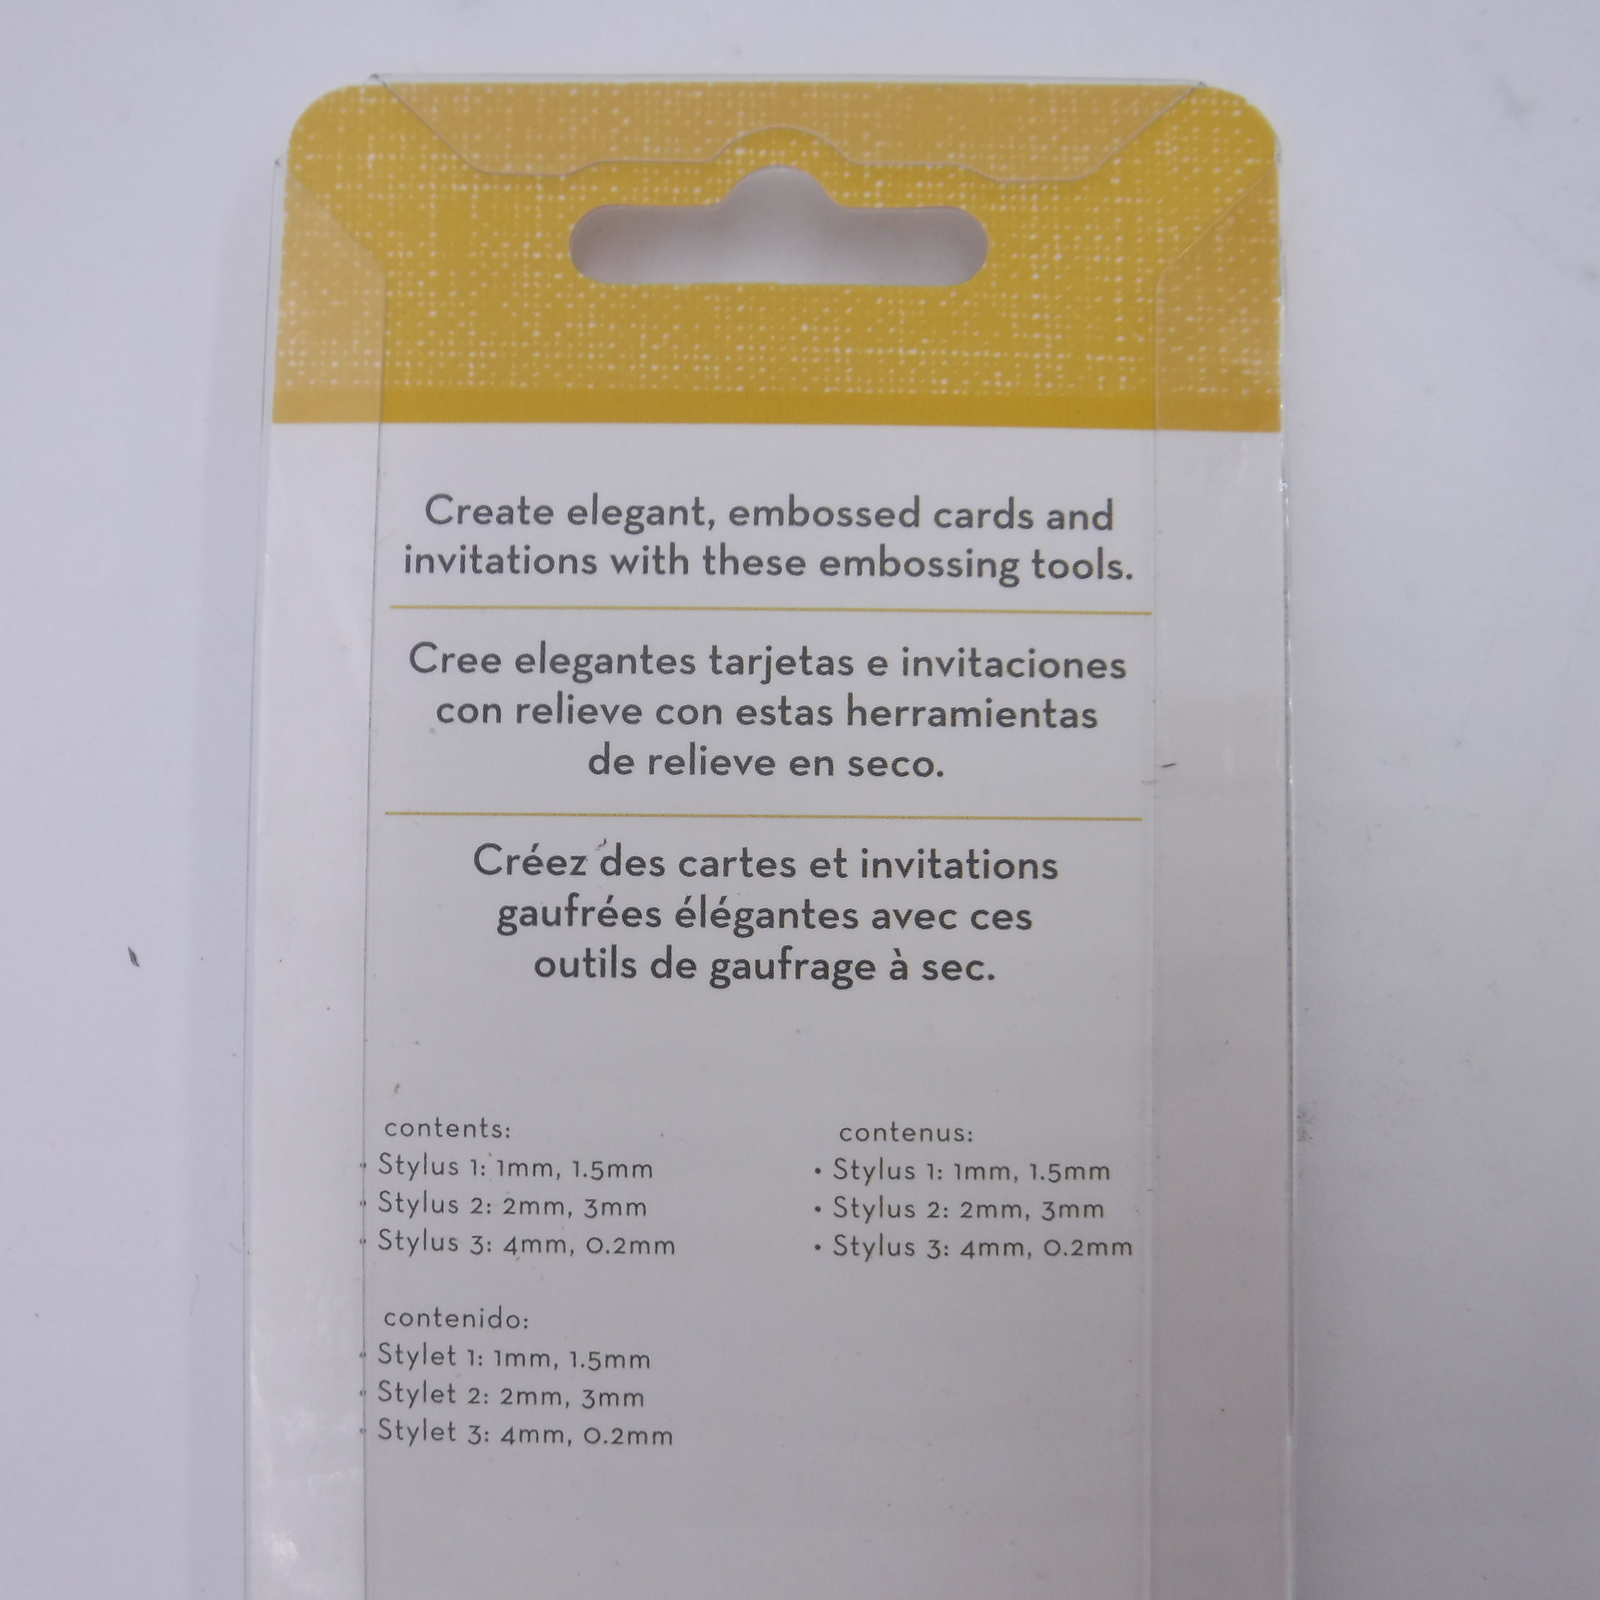 Create elegant, embossed cards and
invitations with these embossing tools.
Cree elegantes tarjetas e invitaciones
con relieve con estas herramientas
de relieve en seco.
Créez des cartes et invitations
gaufrées élégantes avec ces
outils de gaufrage à sec.
contents:
• Stylus 1: 1mm, 1.5mm
• Stylus 2: 2mm, 3mm
• Stylus 3: 4mm, 0.2mm
contenus:
• Stylus 1: 1mm, 1.5mm
• Stylus 2: 2mm, 3mm
• Stylus 3: 4mm, 0.2mm
contenido:
• Stylet 1: 1mm, 1.5mm
• Stylet 2: 2mm, 3mm
• Stylet 3: 4mm, 0.2mm